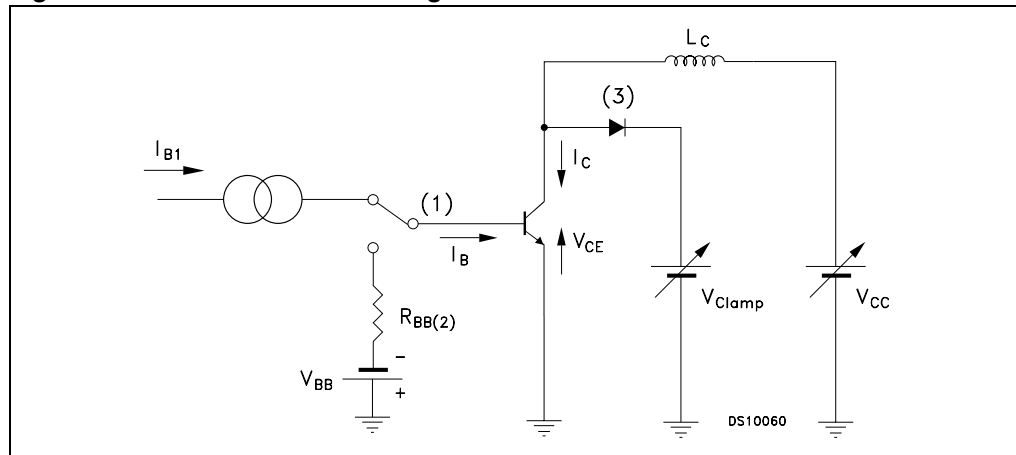 L_C
(3)
I_B1
I_C
(1)
I_B
V_CE
R_BB(2)
V_Clamp
V_CC
V_BB
-
+
DS10060